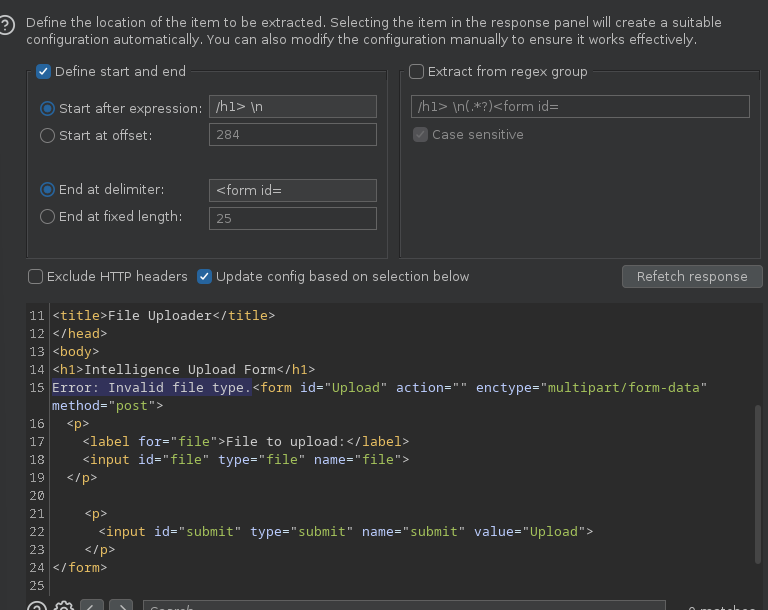 Define the location of the item to be extracted. Selecting the item in the response panel will create a suitable
configuration automatically. You can also modify the configuration manually to ensure it works effectively.
Define start and end
Start after expression: /h1> \n
Start at offset: 284
End at delimiter: <form id=
End at fixed length: 25
Extract from regex group
/h1> \n(.*?)<form id=
Case sensitive
Exclude HTTP headers Update config based on selection below Refetch response
11 <title>File Uploader</title>
12 </head>
13 <body>
14 <h1>Intelligence Upload Form</h1>
15 Error: Invalid file type.<form id="Upload" action="" enctype="multipart/form-data"
method="post">
16 <p>
17 <label for="file">File to upload:</label>
18 <input id="file" type="file" name="file">
19 </p>
20
21 <p>
22 <input id="submit" type="submit" name="submit" value="Upload">
23 </p>
24 </form>
25
Search... 0 matches